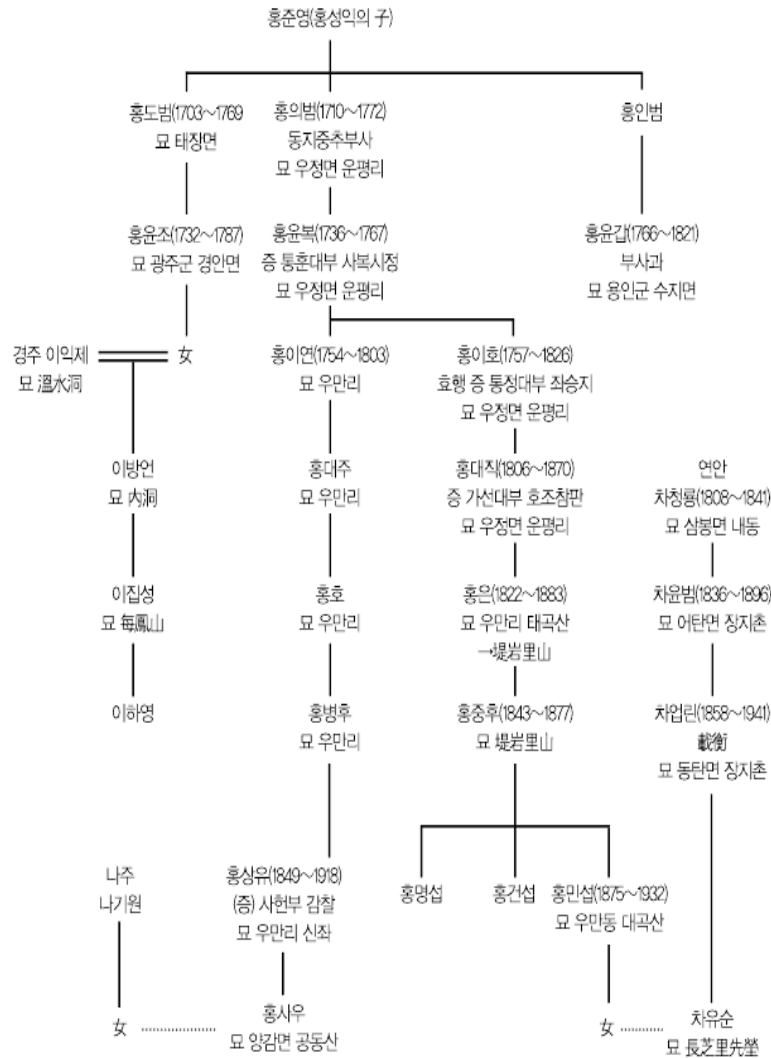 홍준영(홍성익의 子)
홍도범(1703～1769
묘 태장면
홍의범(1710～1772)
동지중추부사
묘 우정면 운평리
홍인범
홍윤조(1732～1787)
묘 광주군 경안면
홍윤복(1736～1767)
증 통훈대부 사복시정
묘 우정면 운평리
홍윤갑(1766～1821)
부사과
묘 용인군 수지면
경주 이익제
묘 溫水洞
女
홍이연(1754～1803)
묘 우만리
홍이호(1757～1826)
효행 증 통정대부 좌승지
묘 우정면 운평리
이방언
묘 内洞
홍대주
묘 우만리
홍대직(1806～1870)
증 가선대부 호조참판
묘 우정면 운평리
연안
차청룡(1808～1841)
묘 삼봉면 내동
이집성
묘 每鳳山
홍호
묘 우만리
홍은(1822～1883)
묘 우만리 태곡산
→堤岩里山
차윤범(1836～1896)
묘 어탄면 장지촌
이하영
홍병후
묘 우만리
홍중후(1843～1877)
묘 堤岩里山
차업린(1858～1941)
載衡
묘 동탄면 장지촌
나주
나기원
홍상유(1849～1918)
(증) 사헌부 감찰
묘 우만리 신좌
홍명섭
홍건섭
홍민섭(1875～1932)
묘 우만동 대곡산
女
홍사우
묘 양감면 공동산
女
차유순
묘 長芝里先塋